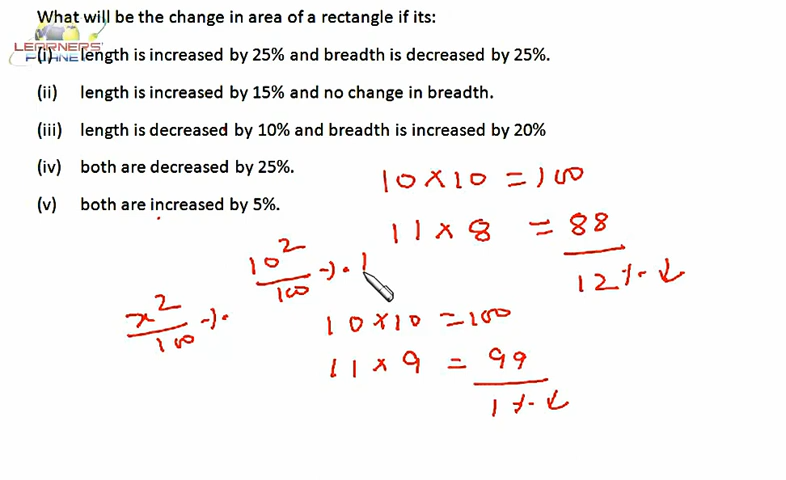 What will be the change in area of a rectangle if its:
LEARNERS'
PLANET
(i) length is increased by 25% and breadth is decreased by 25%.
(ii) length is increased by 15% and no change in breadth.
(iii) length is decreased by 10% and breadth is increased by 20%
(iv) both are decreased by 25%.
(v) both are increased by 5%.
10 × 10 = 100
11 × 8 = 88
12 % ↓
10² / 100 % 1
x² / 100 %
10 × 10 = 100
11 × 9 = 99
1 % ↓